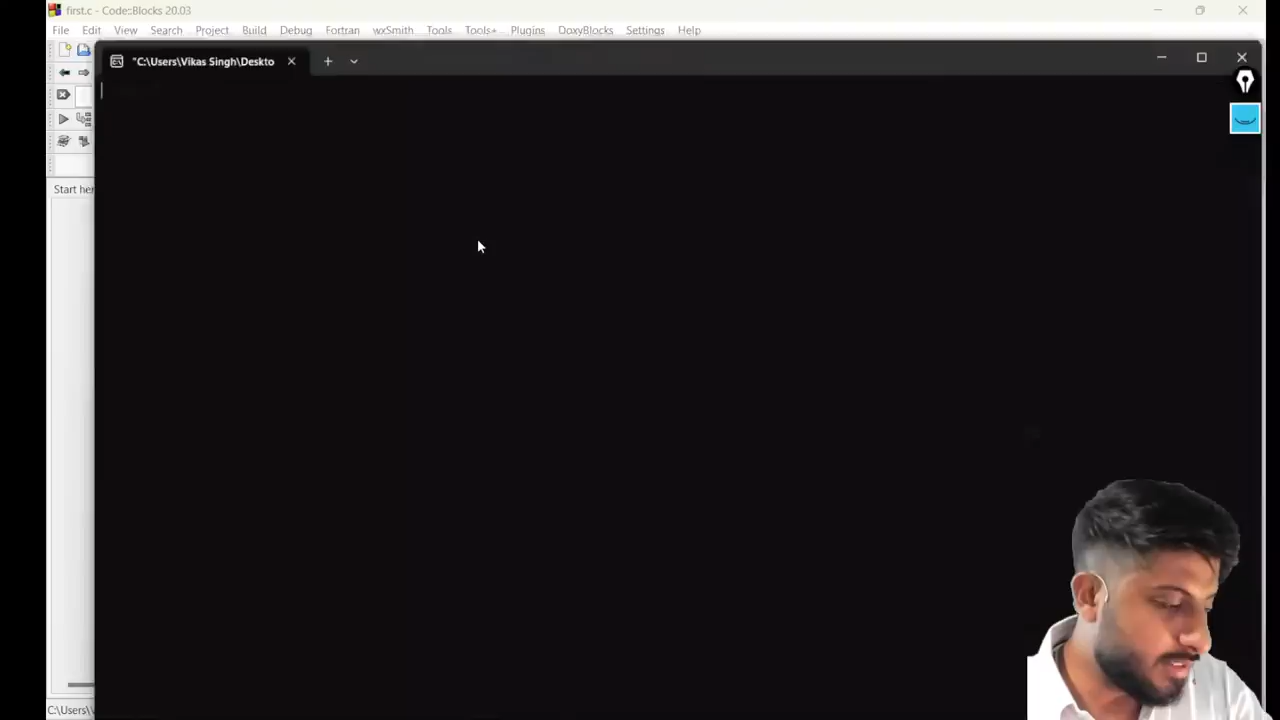 first.c - Code::Blocks 20.03
File Edit View Search Project Build Debug Fortran wxSmith Tools Tools+ Plugins DoxyBlocks Settings Help
"C:\Users\Vikas Singh\Deskto
Start her
C:\Users\